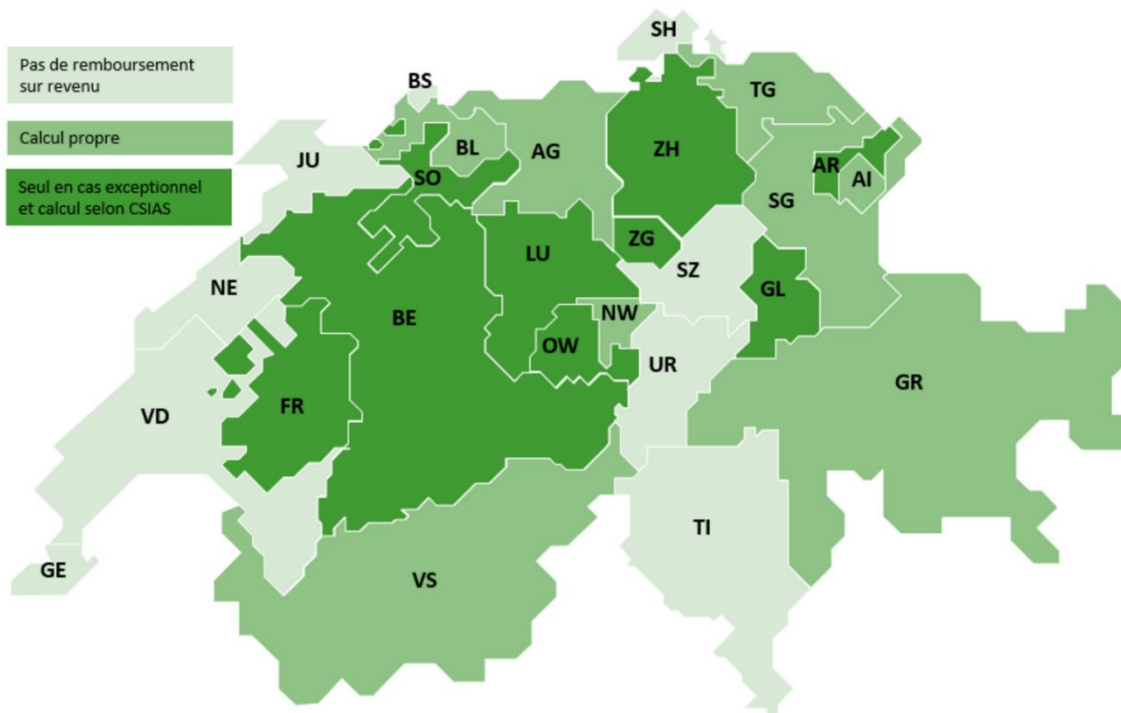 Pas de remboursement
sur revenu
Calcul propre
Seul en cas exceptionnel
et calcul selon CSIAS
SH
BS
TG
JU
BL
AG
ZH
SO
AR
AI
SG
ZG
LU
SZ
NE
GL
NW
BE
OW
UR
GR
FR
VD
TI
GE
VS